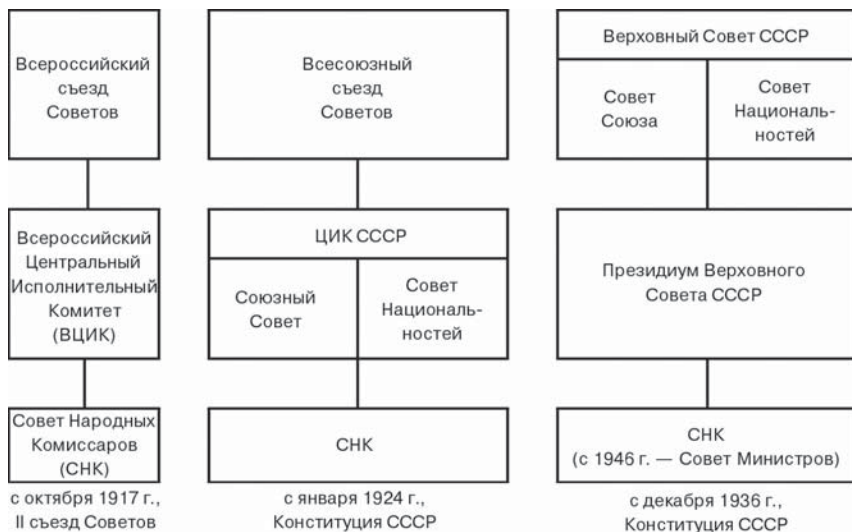 Всероссийский
съезд
Советов
Всероссийский
Центральный
Исполнительный
Комитет
(ВЦИК)
Совет Народных
Комиссаров
(СНК)
с октября 1917 г.,
II съезд Советов
Всесоюзный
съезд
Советов
ЦИК СССР
Союзный
Совет
Совет
Националь-
ностей
СНК
с января 1924 г.,
Конституция СССР
Верховный Совет СССР
Совет
Союза
Совет
Националь-
ностей
Президиум Верховного
Совета СССР
СНК
(с 1946 г. — Совет Министров)
с декабря 1936 г.,
Конституция СССР